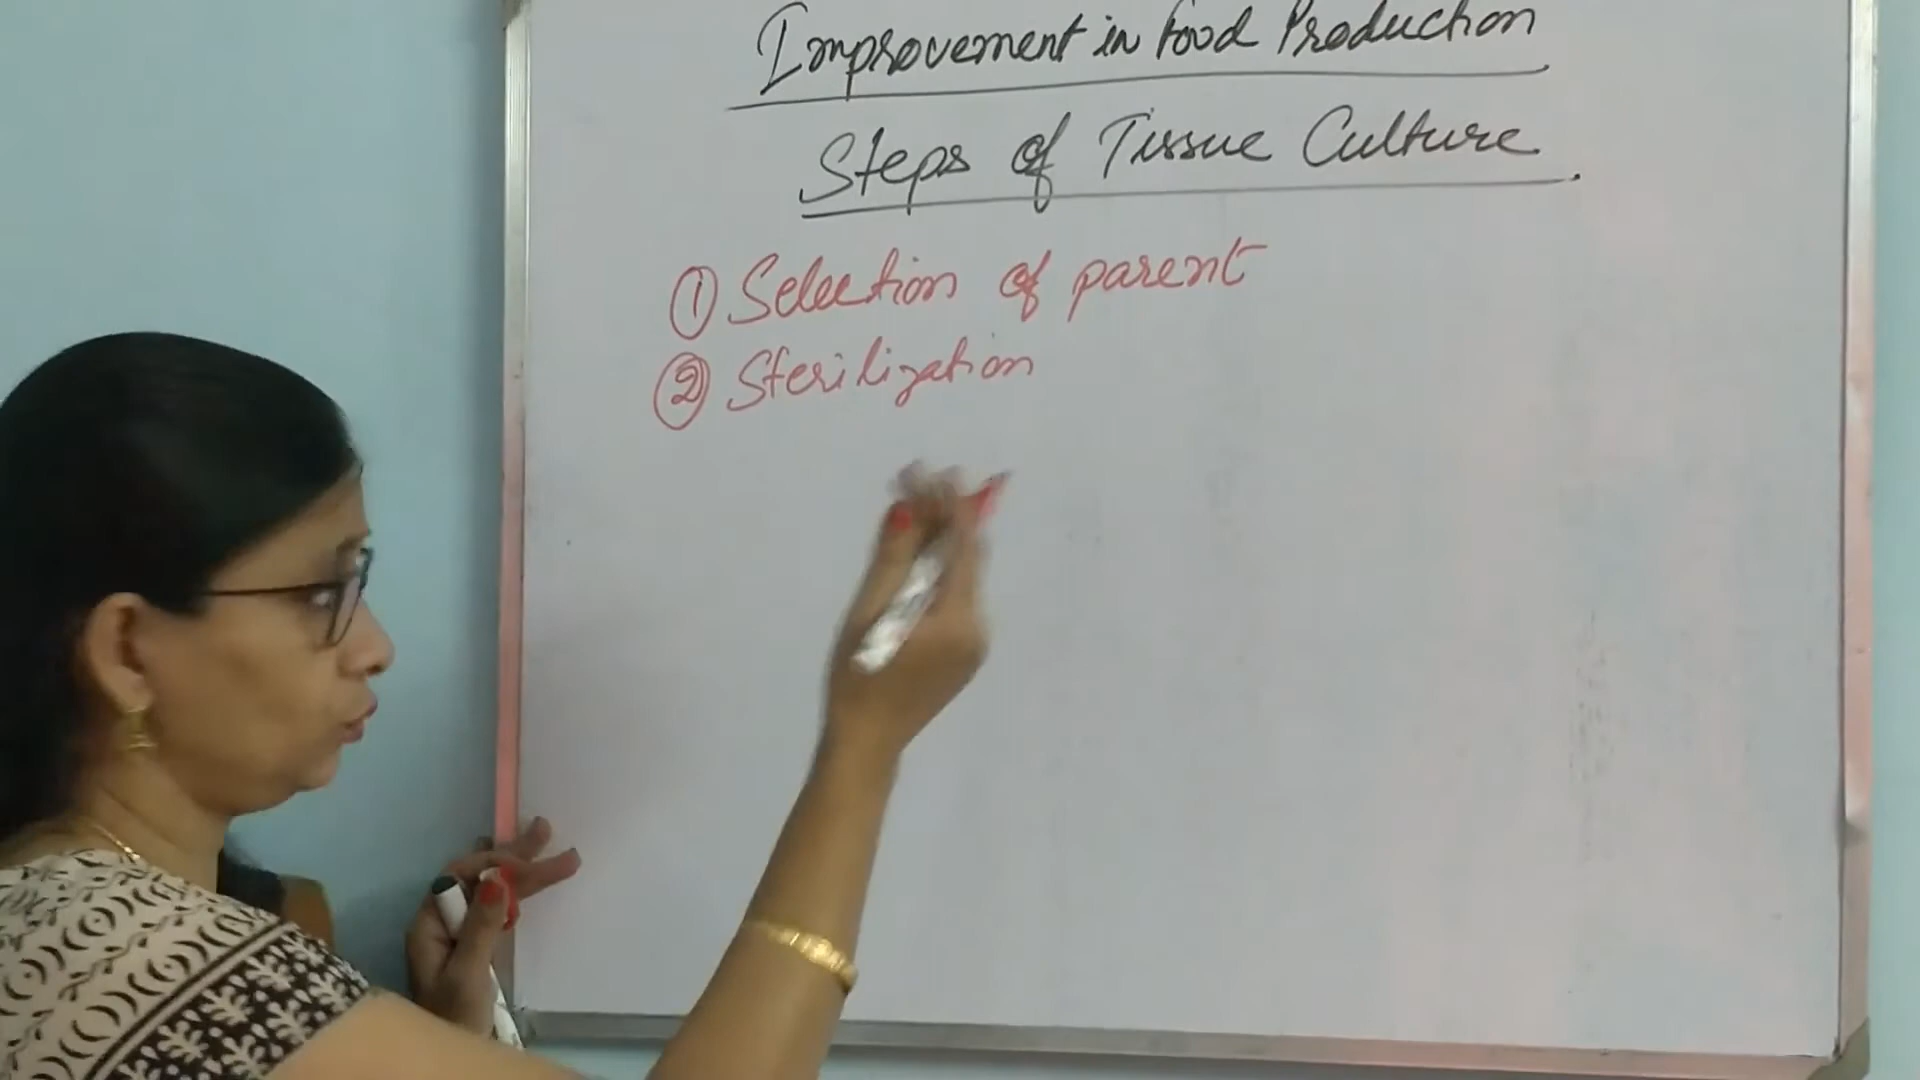 Improvement in Food Production
Steps of Tissue Culture.
① Selection of parent
② Sterilization